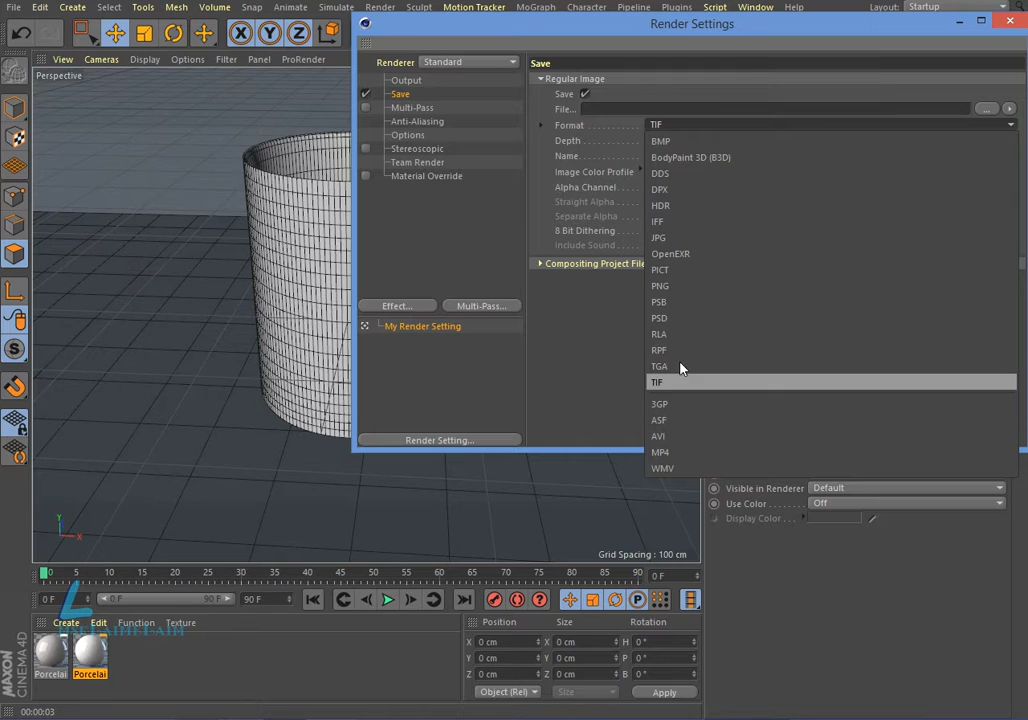 File Edit Create Select Tools Mesh Volume Snap Animate Simulate Render Sculpt Motion Tracker MoGraph Character Pipeline Script Window Layout: Startup
Render Settings
X Y Z
View Cameras Display Options Filter Panel ProRender
Perspective
Renderer Standard
Output
Save
Multi-Pass
Anti-Aliasing
Options
Stereoscopic
Team Render
Material Override
Effect... Multi-Pass...
My Render Setting
Render Setting...
Save
Regular Image
Save
File...
...
Format TIF
Depth
Name
Image Color Profile
Alpha Channel
Straight Alpha
Separate Alpha
8 Bit Dithering
Include Sound
Compositing Project File
BMP
BodyPaint 3D (B3D)
DDS
DPX
HDR
IFF
JPG
OpenEXR
PICT
PNG
PSB
PSD
RLA
RPF
TGA
TIF
3GP
ASF
AVI
MP4
WMV
Visible in Renderer Default
Use Color Off
Display Color
Y
X
Grid Spacing : 100 cm
0 5 10 15 20 25 30 35 40 45 50 55 60 65 70 75 80 85 90 0 F
0 F 0 F 90 F 90 F
Create Edit Function Texture
Porcelai Porcelai
Position Size Rotation
X 0 cm X 0 cm H 0 °
Y 0 cm Y 0 cm P 0 °
Z 0 cm Z 0 cm B 0 °
Object (Rel) Size Apply
MAXON CINEMA 4D
00:00:03